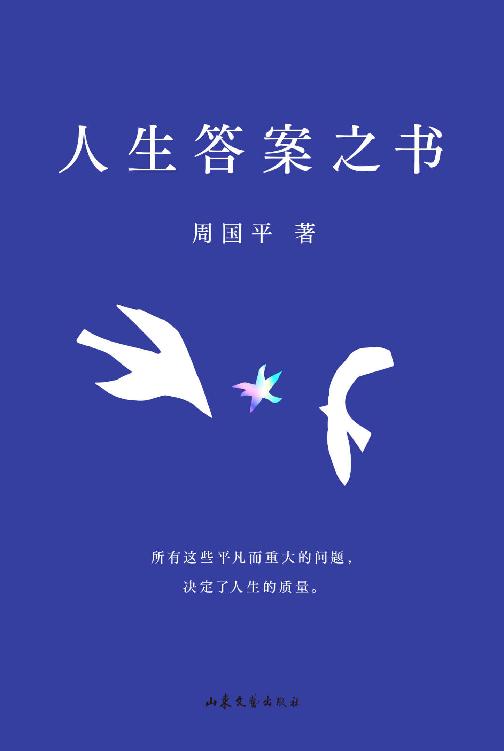 人生答案之书
周国平 著
所有这些平凡而重大的问题，
决定了人生的质量。
山东文艺出版社